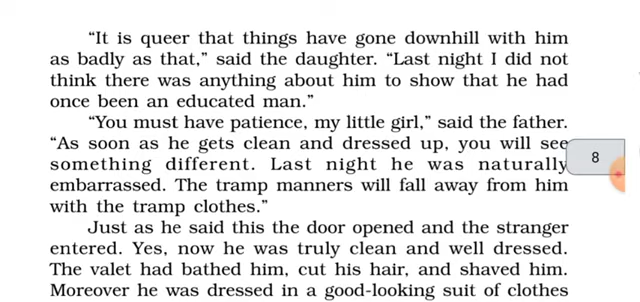 “It is queer that things have gone downhill with him
as badly as that,” said the daughter. “Last night I did not
think there was anything about him to show that he had
once been an educated man.”
“You must have patience, my little girl,” said the father.
“As soon as he gets clean and dressed up, you will see
something different. Last night he was naturally
embarrassed. The tramp manners will fall away from him
with the tramp clothes.”
Just as he said this the door opened and the stranger
entered. Yes, now he was truly clean and well dressed.
The valet had bathed him, cut his hair, and shaved him.
Moreover he was dressed in a good-looking suit of clothes
8